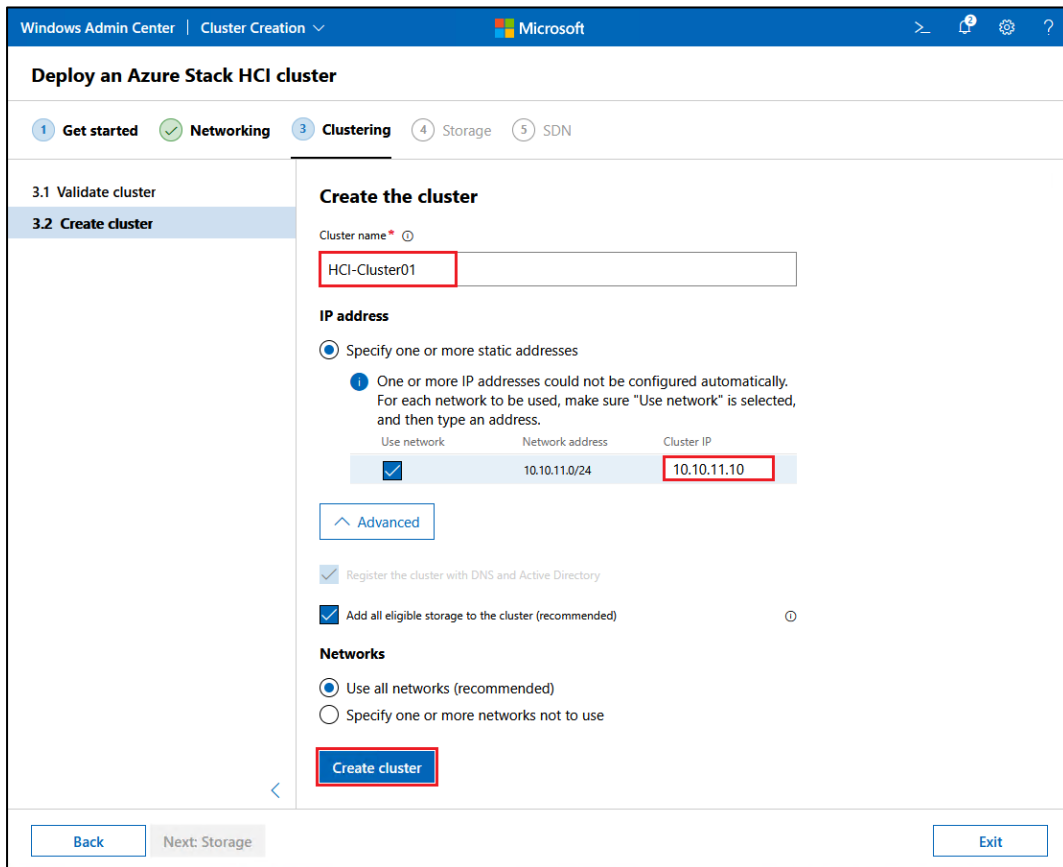 Windows Admin Center | Cluster Creation
Microsoft
2
?
Deploy an Azure Stack HCI cluster
1 Get started
Networking
3 Clustering
4 Storage
5 SDN
3.1 Validate cluster
3.2 Create cluster
Create the cluster
Cluster name *
HCI-Cluster01
IP address
Specify one or more static addresses
One or more IP addresses could not be configured automatically.
For each network to be used, make sure "Use network" is selected,
and then type an address.
Use network Network address Cluster IP
10.10.11.0/24 10.10.11.10
Advanced
Register the cluster with DNS and Active Directory
Add all eligible storage to the cluster (recommended)
Networks
Use all networks (recommended)
Specify one or more networks not to use
Create cluster
Back
Next: Storage
Exit